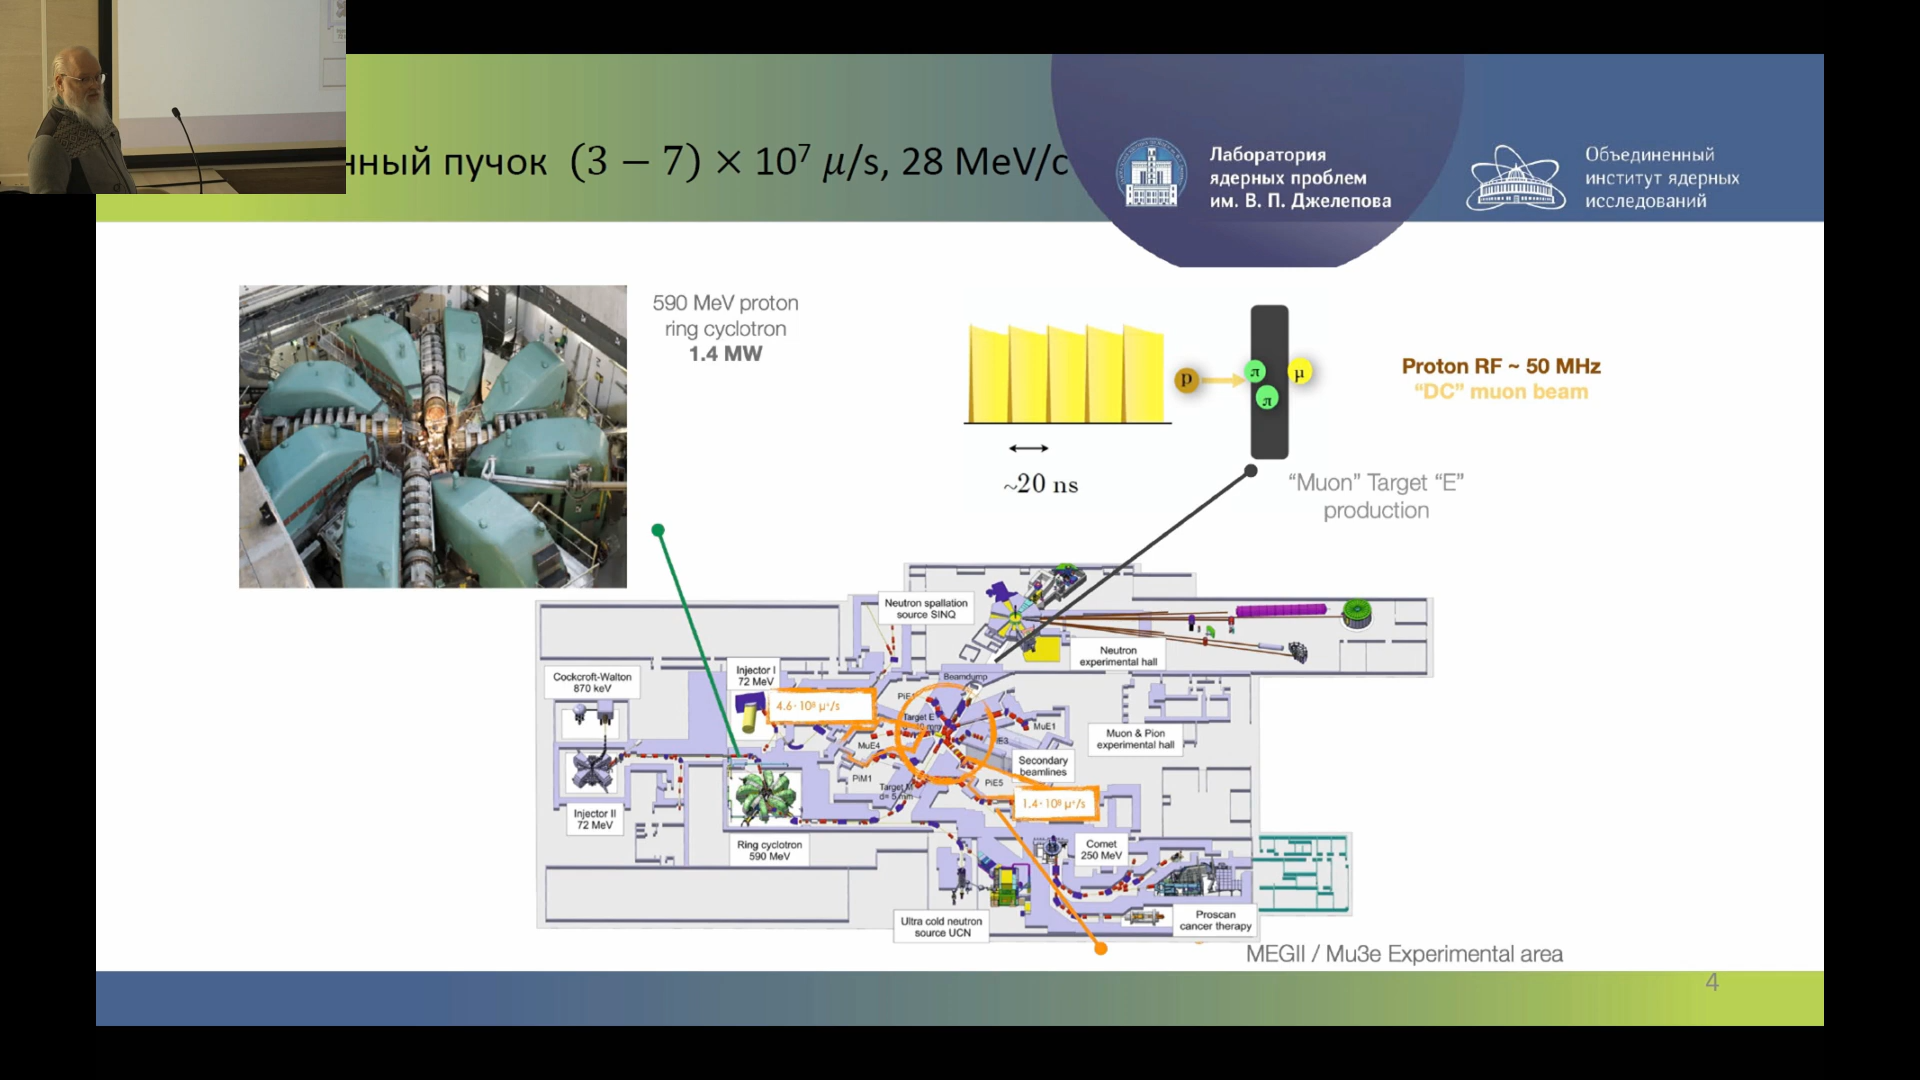 нный пучок (3 − 7) × 10⁷ 𝜇/s, 28 MeV/c
Лаборатория
ядерных проблем
им. В. П. Джелепова
Объединенный
институт ядерных
исследований
590 MeV proton
ring cyclotron
1.4 MW
p
π
π
μ
~20 ns
Proton RF ~ 50 MHz
“DC” muon beam
“Muon” Target “E”
production
Neutron spallation
source SINQ
Neutron
experimental hall
Cockcroft-Walton
870 keV
Injector I
72 MeV
4.6·10⁸ μ⁺/s
Beamdump
PiE1
Target E
MuE1
MuE4
Muon & Pion
experimental hall
Secondary
beamlines
PiM1
PiE5
Target M
d= 5 mm
1.4·10⁸ μ⁺/s
Injector II
72 MeV
Ring cyclotron
590 MeV
Comet
250 MeV
Ultra cold neutron
source UCN
Proscan
cancer therapy
MEGII / Mu3e Experimental area
4